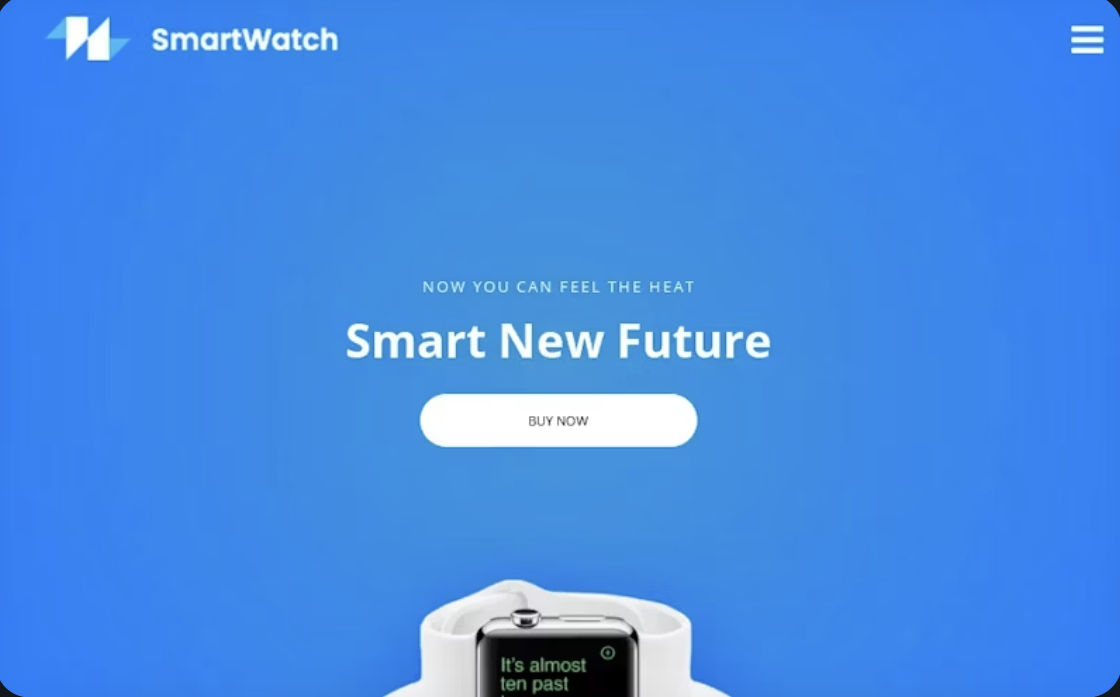 SmartWatch
NOW YOU CAN FEEL THE HEAT
Smart New Future
BUY NOW
It's almost
ten past